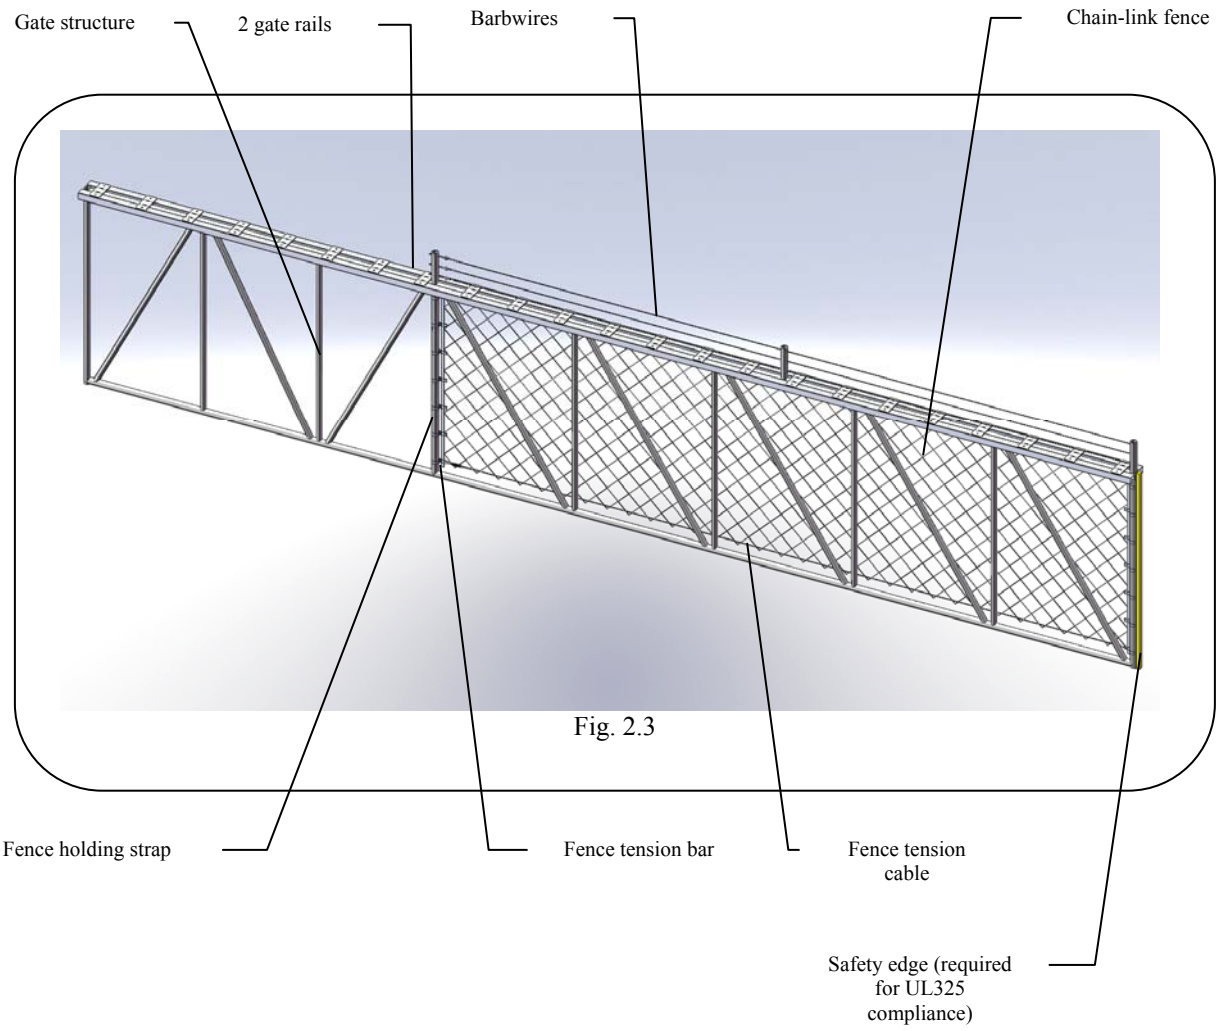 Gate structure
2 gate rails
Barbwires
Chain-link fence
Fig. 2.3
Fence holding strap
Fence tension bar
Fence tension
cable
Safety edge (required
for UL325
compliance)